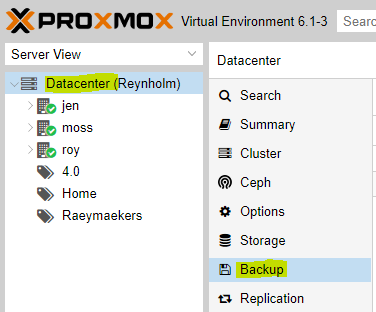 PROXMOX Virtual Environment 6.1-3 Searc
Server View
Datacenter (Reynholm)
jen
moss
roy
4.0
Home
Raeymaekers
Datacenter
Search
Summary
Cluster
Ceph
Options
Storage
Backup
Replication